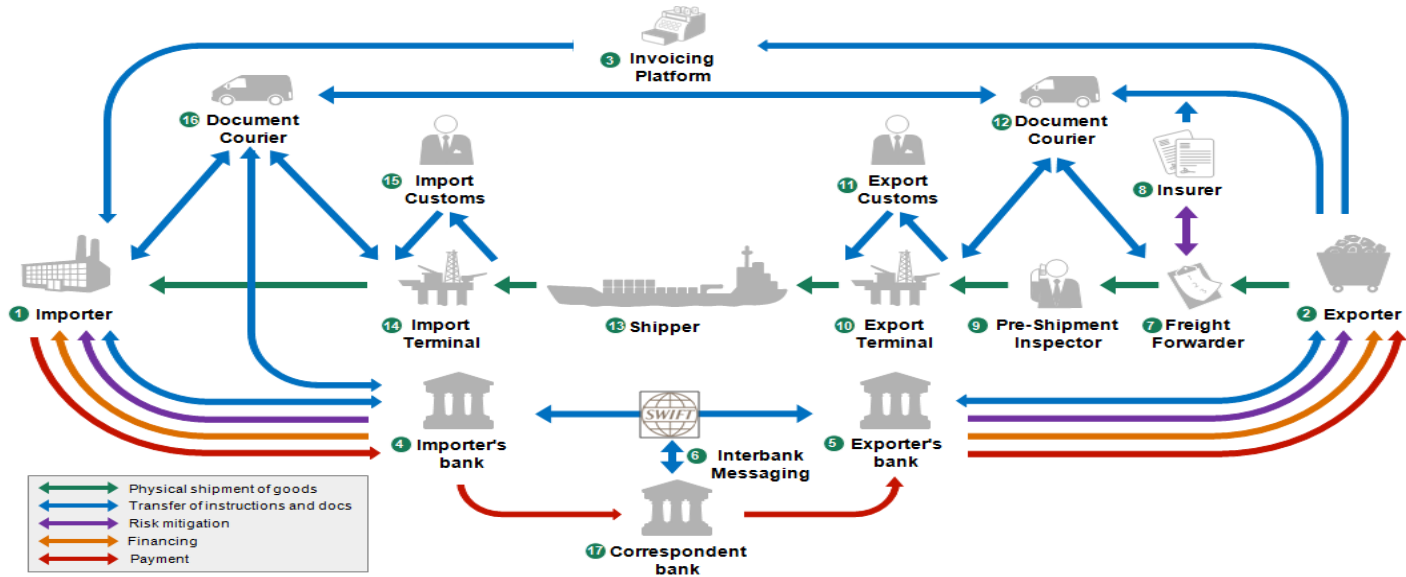 3 Invoicing
Platform
16 Document
Courier
12 Document
Courier
15 Import
Customs
11 Export
Customs
8 Insurer
1 Importer
14 Import
Terminal
13 Shipper
10 Export
Terminal
9 Pre-Shipment
Inspector
7 Freight
Forwarder
2 Exporter
SWIFT
4 Importer's
bank
6 Interbank
Messaging
5 Exporter's
bank
17 Correspondent
bank
Physical shipment of goods
Transfer of instructions and docs
Risk mitigation
Financing
Payment